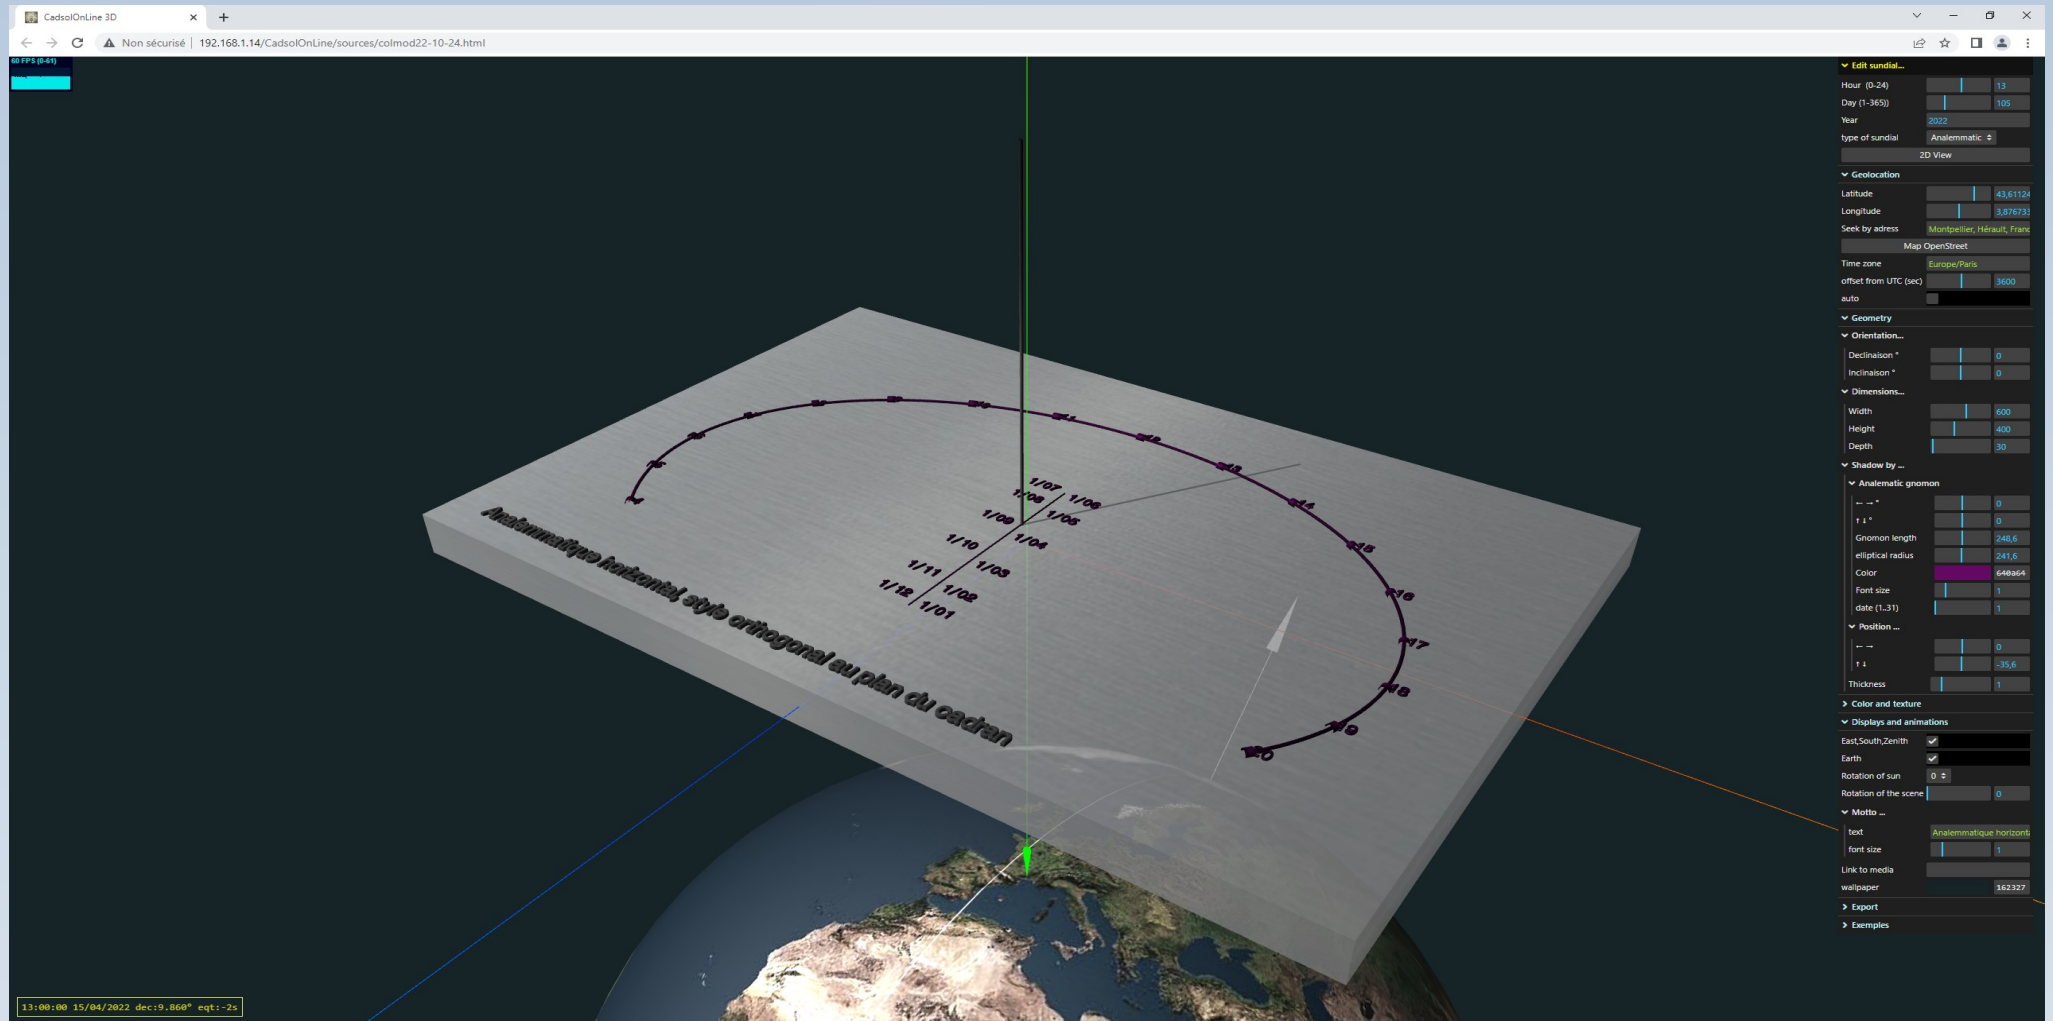 CadsolOnLine 3D
Non sécurisé | 192.168.1.14/CadsolOnLine/sources/colmod22-10-24.html
60 FPS (0-61)
Edit sundial...
Hour (0-24) 13
Day (1-365)) 105
Year 2022
type of sundial Analemmatic
2D View
Geolocation
Latitude 43,61124
Longitude 3,876733
Seek by adress Montpellier, Hérault, Franc
Map OpenStreet
Time zone Europe/Paris
offset from UTC (sec) 3600
auto
Geometry
Orientation...
Declinaison ° 0
Inclinaison ° 0
Dimensions...
Width 600
Height 400
Depth 30
Shadow by ...
Analematic gnomon
←→° 0
↑↓° 0
Gnomon length 248,6
elliptical radius 241,6
Color 640a64
Font size 1
date (1..31) 1
Position ...
←→ 0
↑↓ -35,6
Thickness 1
Color and texture
Displays and animations
East,South,Zenith
Earth
Rotation of sun 0
Rotation of the scene 0
Motto ...
text Analemmatique horizonta
font size 1
Link to media
wallpaper 162327
Export
Exemples
11
12
13
14
15
16
17
18
19
20
1/07
1/08 1/06
1/09 1/05
1/10 1/04
1/11 1/03
1/12 1/02
1/01
Analemmatique horizontal, style orthogonal au plan du cadran
13:00:00 15/04/2022 dec:9.860° eqt:-2s